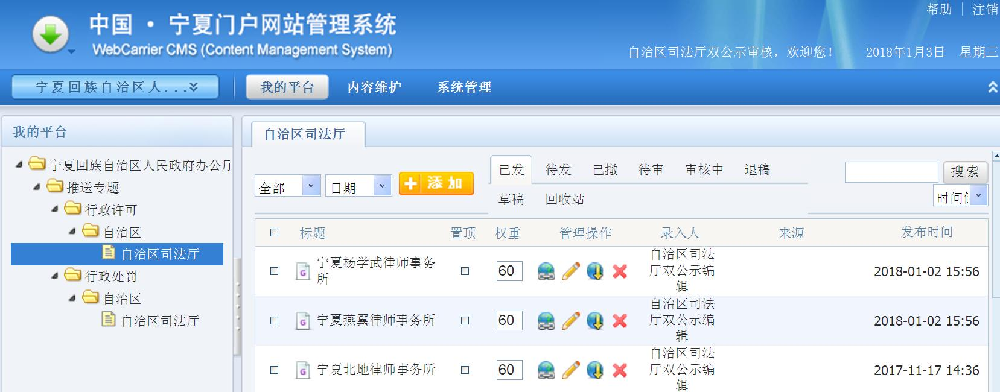 帮助 | 注销
中国 · 宁夏门户网站管理系统
WebCarrier CMS (Content Management System)
自治区司法厅双公示审核，欢迎您！ 2018年1月3日 星期三
宁夏回族自治区人...
我的平台 内容维护 系统管理
我的平台
宁夏回族自治区人民政府办公厅
推送专题
行政许可
自治区
自治区司法厅
行政处罚
自治区
自治区司法厅
自治区司法厅
全部 日期 添加
已发 待发 已撤 待审 审核中 退稿
草稿 回收站
搜索
时间
标题 置顶 权重 管理操作 录入人 来源 发布时间
宁夏杨学武律师事务
所
60
自治区司法
厅双公示编
辑
2018-01-02 15:56
宁夏燕翼律师事务所
60
自治区司法
厅双公示编
辑
2018-01-02 15:56
宁夏北地律师事务所
60
自治区司法
厅双公示编
辑
2017-11-17 14:36